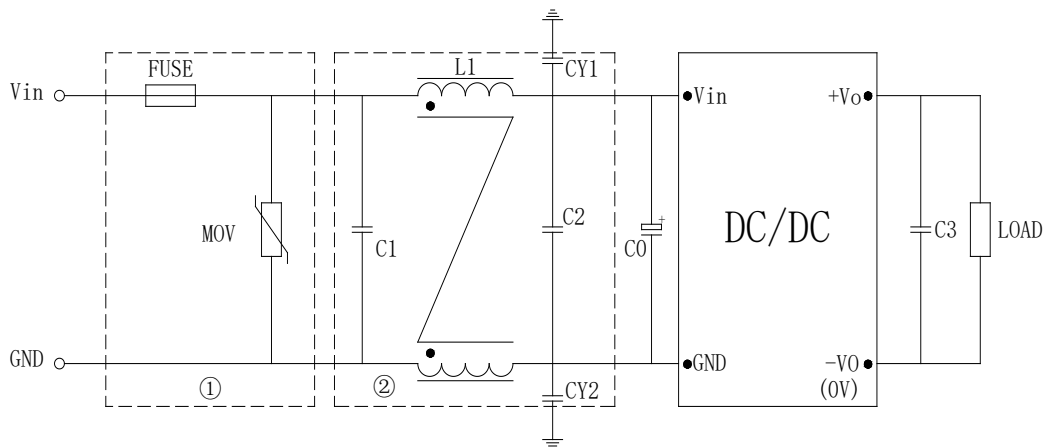 FUSE
L1
CY1
Vin
Vin
+Vo
MOV
C1
C2
C0
+
DC/DC
C3
LOAD
GND
GND
-VO
(0V)
①
②
CY2